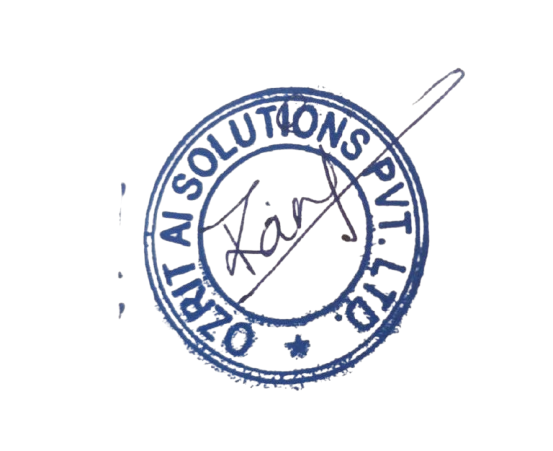 OZRIT AI SOLUTIONS PVT. LTD.